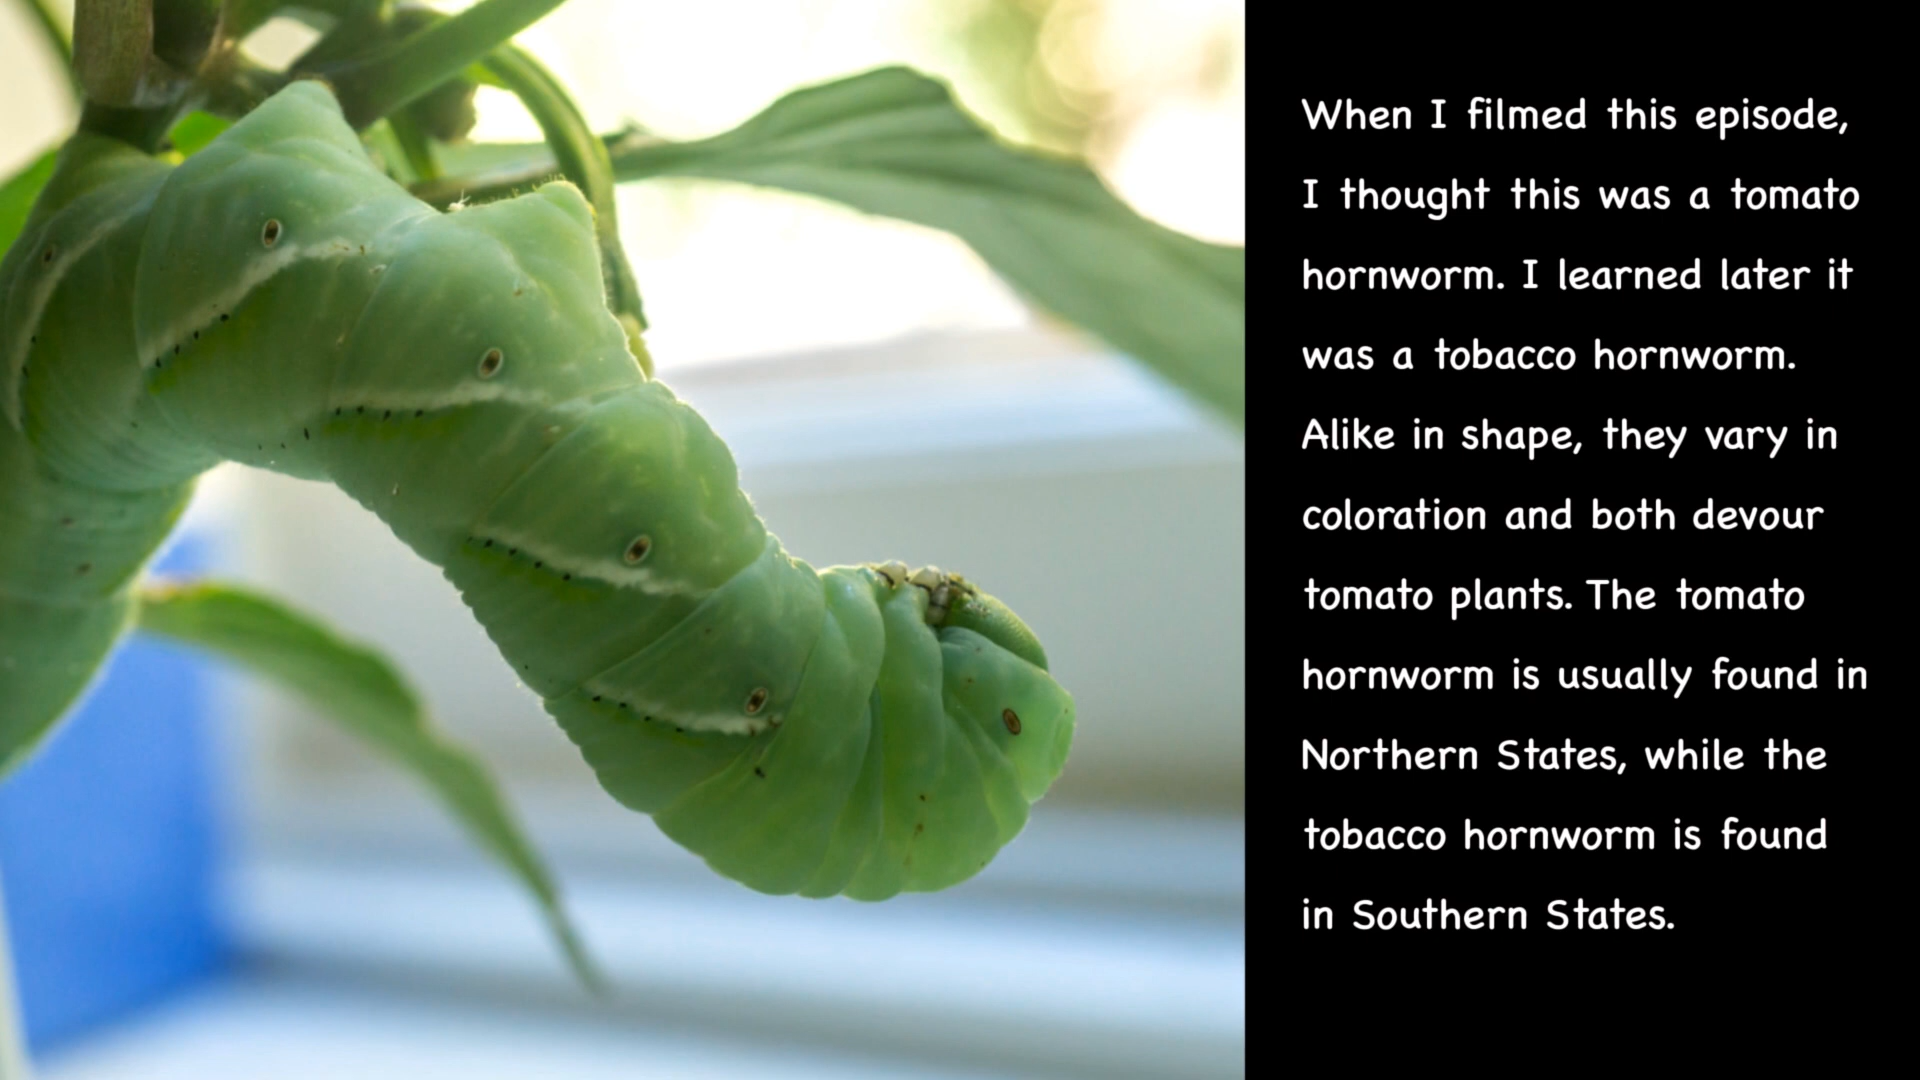 When I filmed this episode,
I thought this was a tomato
hornworm. I learned later it
was a tobacco hornworm.
Alike in shape, they vary in
coloration and both devour
tomato plants. The tomato
hornworm is usually found in
Northern States, while the
tobacco hornworm is found
in Southern States.